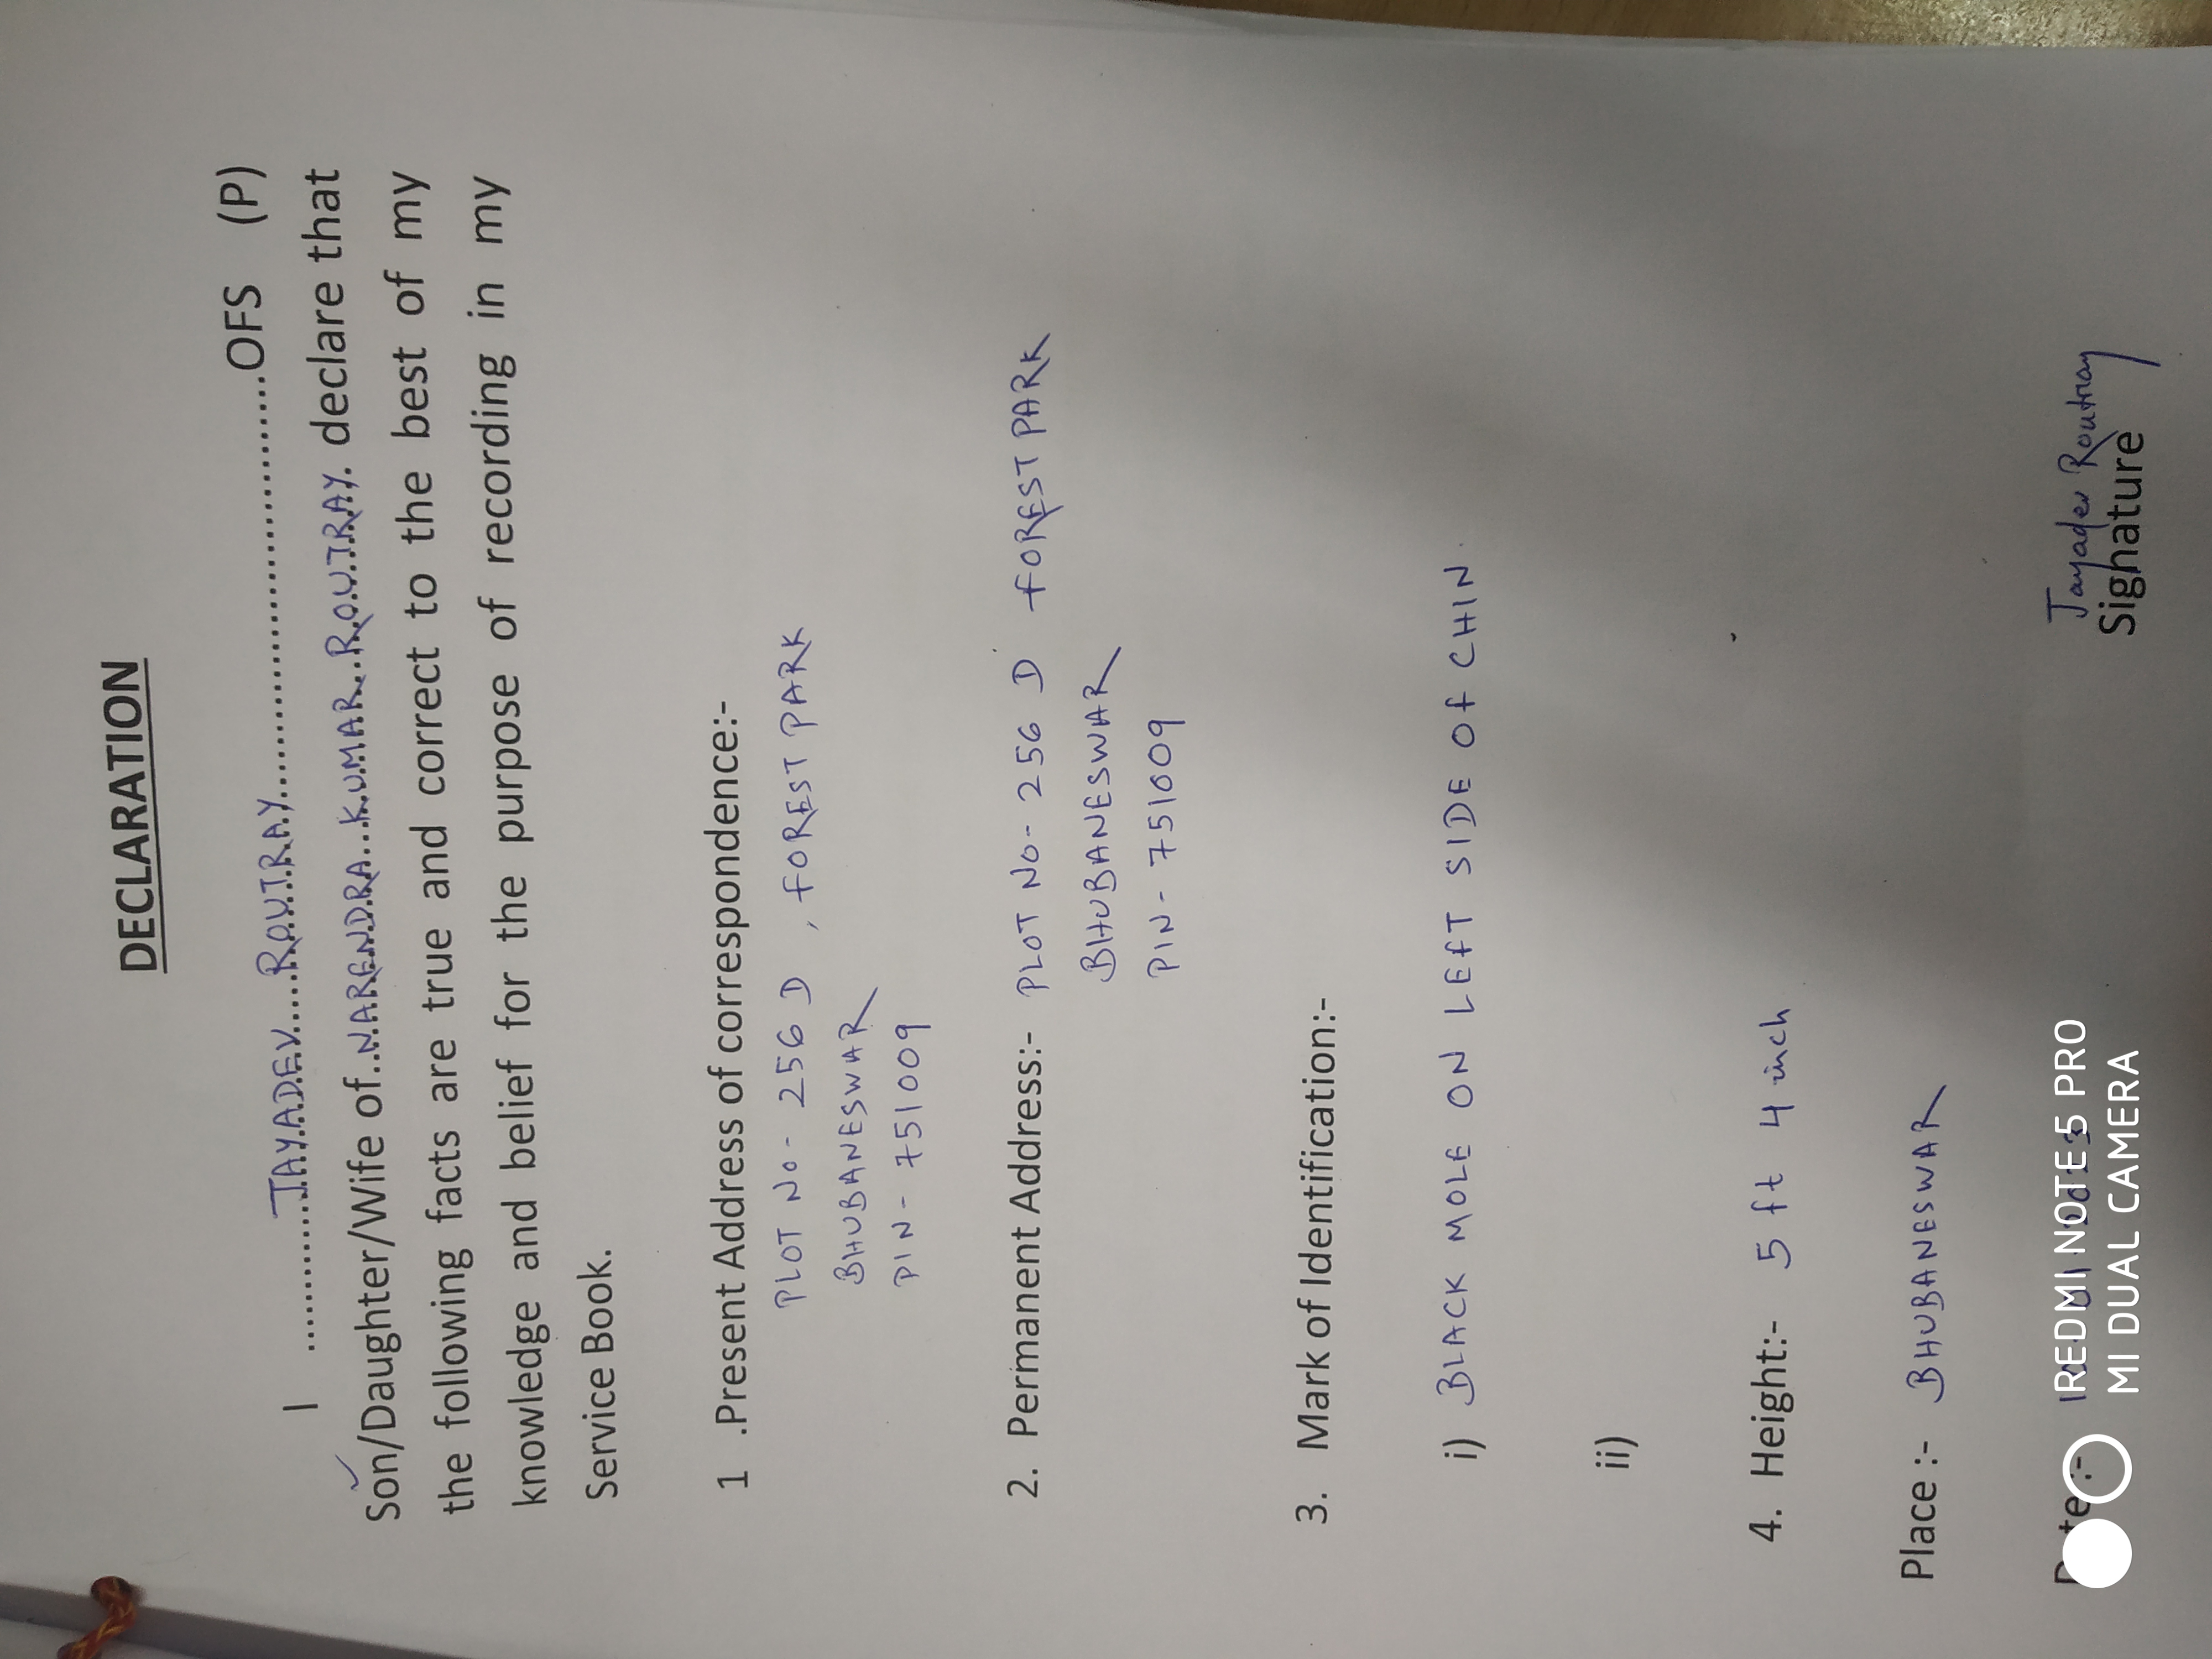 DECLARATION
I ............JAYADEV.....ROUTRAY..............................OFS (P)
Son/Daughter/Wife of..NARENDRA...KUMAR..ROUTRAY. declare that
the following facts are true and correct to the best of my
knowledge and belief for the purpose of recording in my
Service Book.
1 .Present Address of correspondence:-
PLOT No- 256 D , FOREST PARK
BHUBANESWAR
PIN- 751009
2. Permanent Address:- PLOT No- 256 D FOREST PARK
BHUBANESWAR
PIN- 751009
3. Mark of Identification:-
i) BLACK MOLE ON LEFT SIDE OF CHIN.
ii)
4. Height:- 5 ft 4 inch
Place :- BHUBANESWAR
Date :-
REDMI NOTE 5 PRO
MI DUAL CAMERA
Jayadev Routray
Signature